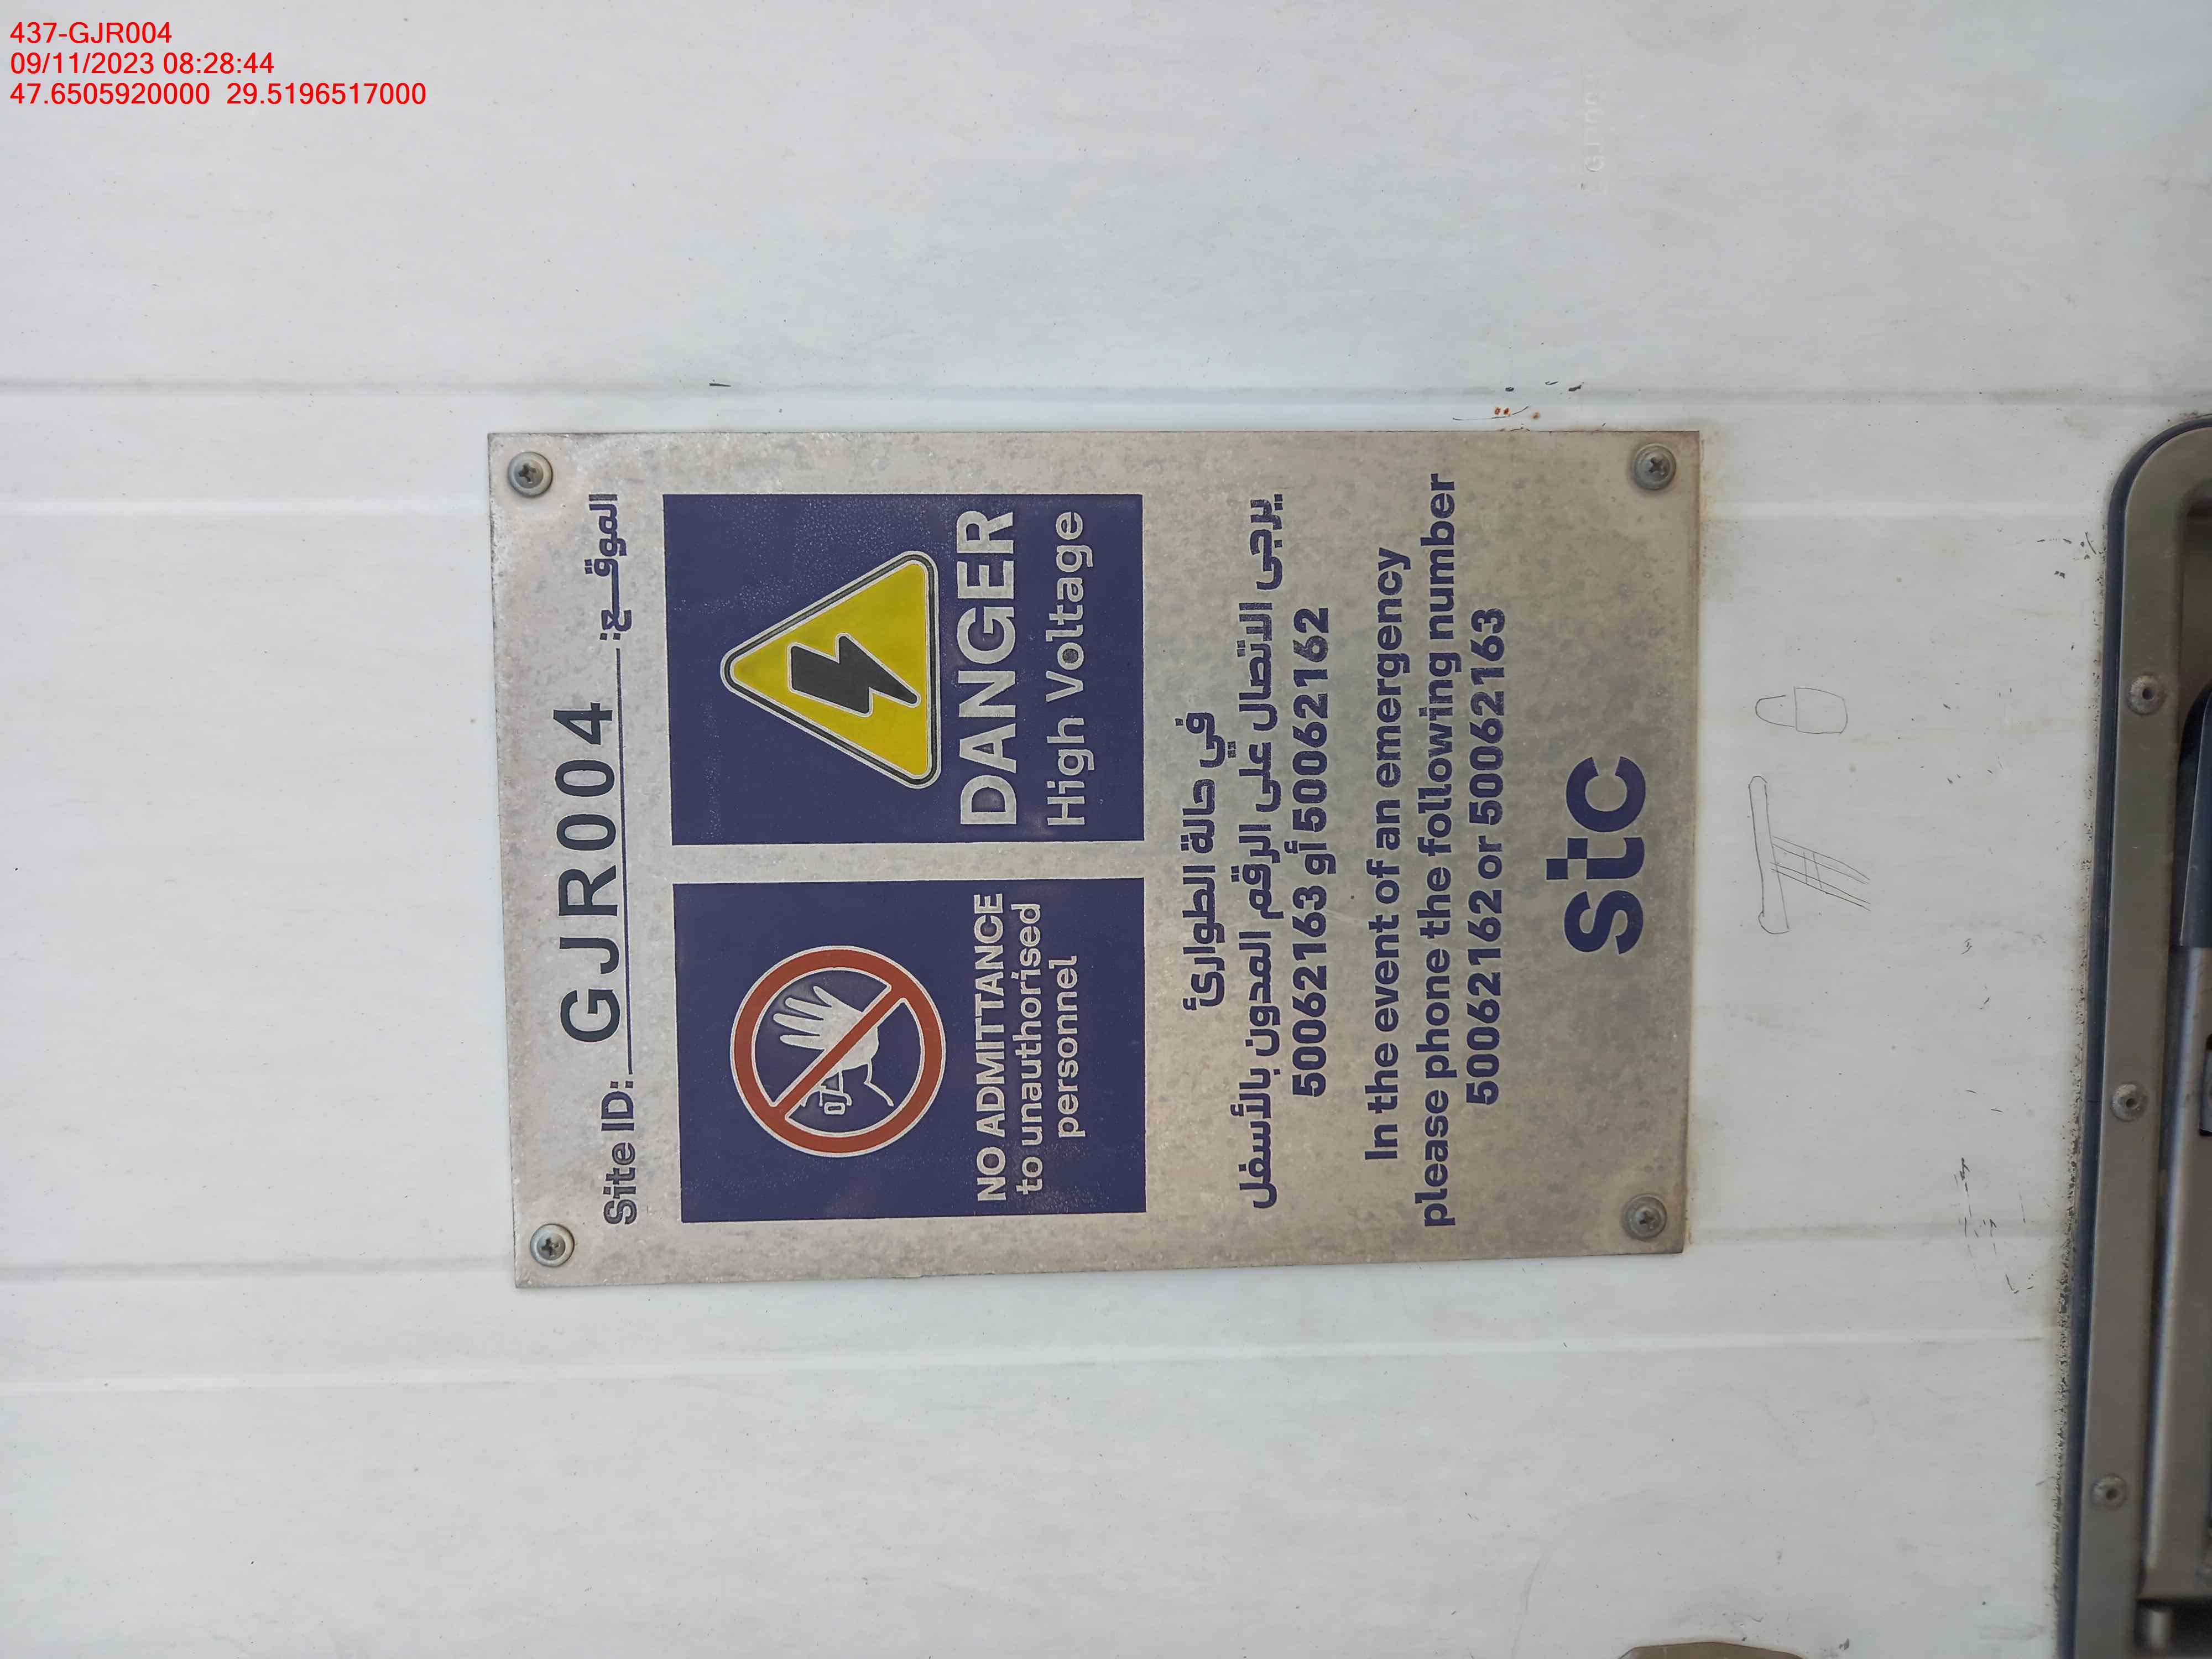 437-GJR004
09/11/2023 08:28:44
47.6505920000 29.5196517000
Site ID: GJR004 الموقـــع:
NO ADMITTANCE
to unauthorised
personnel
DANGER
High Voltage
في حالة الطوارئ
يرجى الاتصال على الرقم المدون بالأسفل
50062163 أو 50062162
In the event of an emergency
please phone the following number
50062162 or 50062163
stc